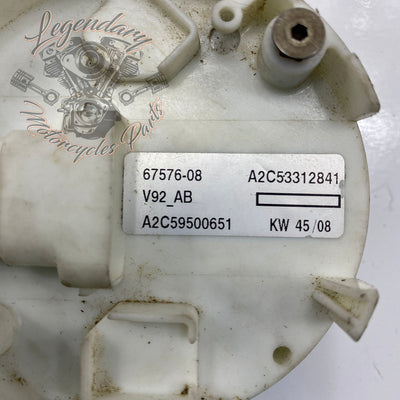 Legendary
Motorcycles Parts
67576-08 A2C53312841
V92_AB
A2C59500651 KW 45/08